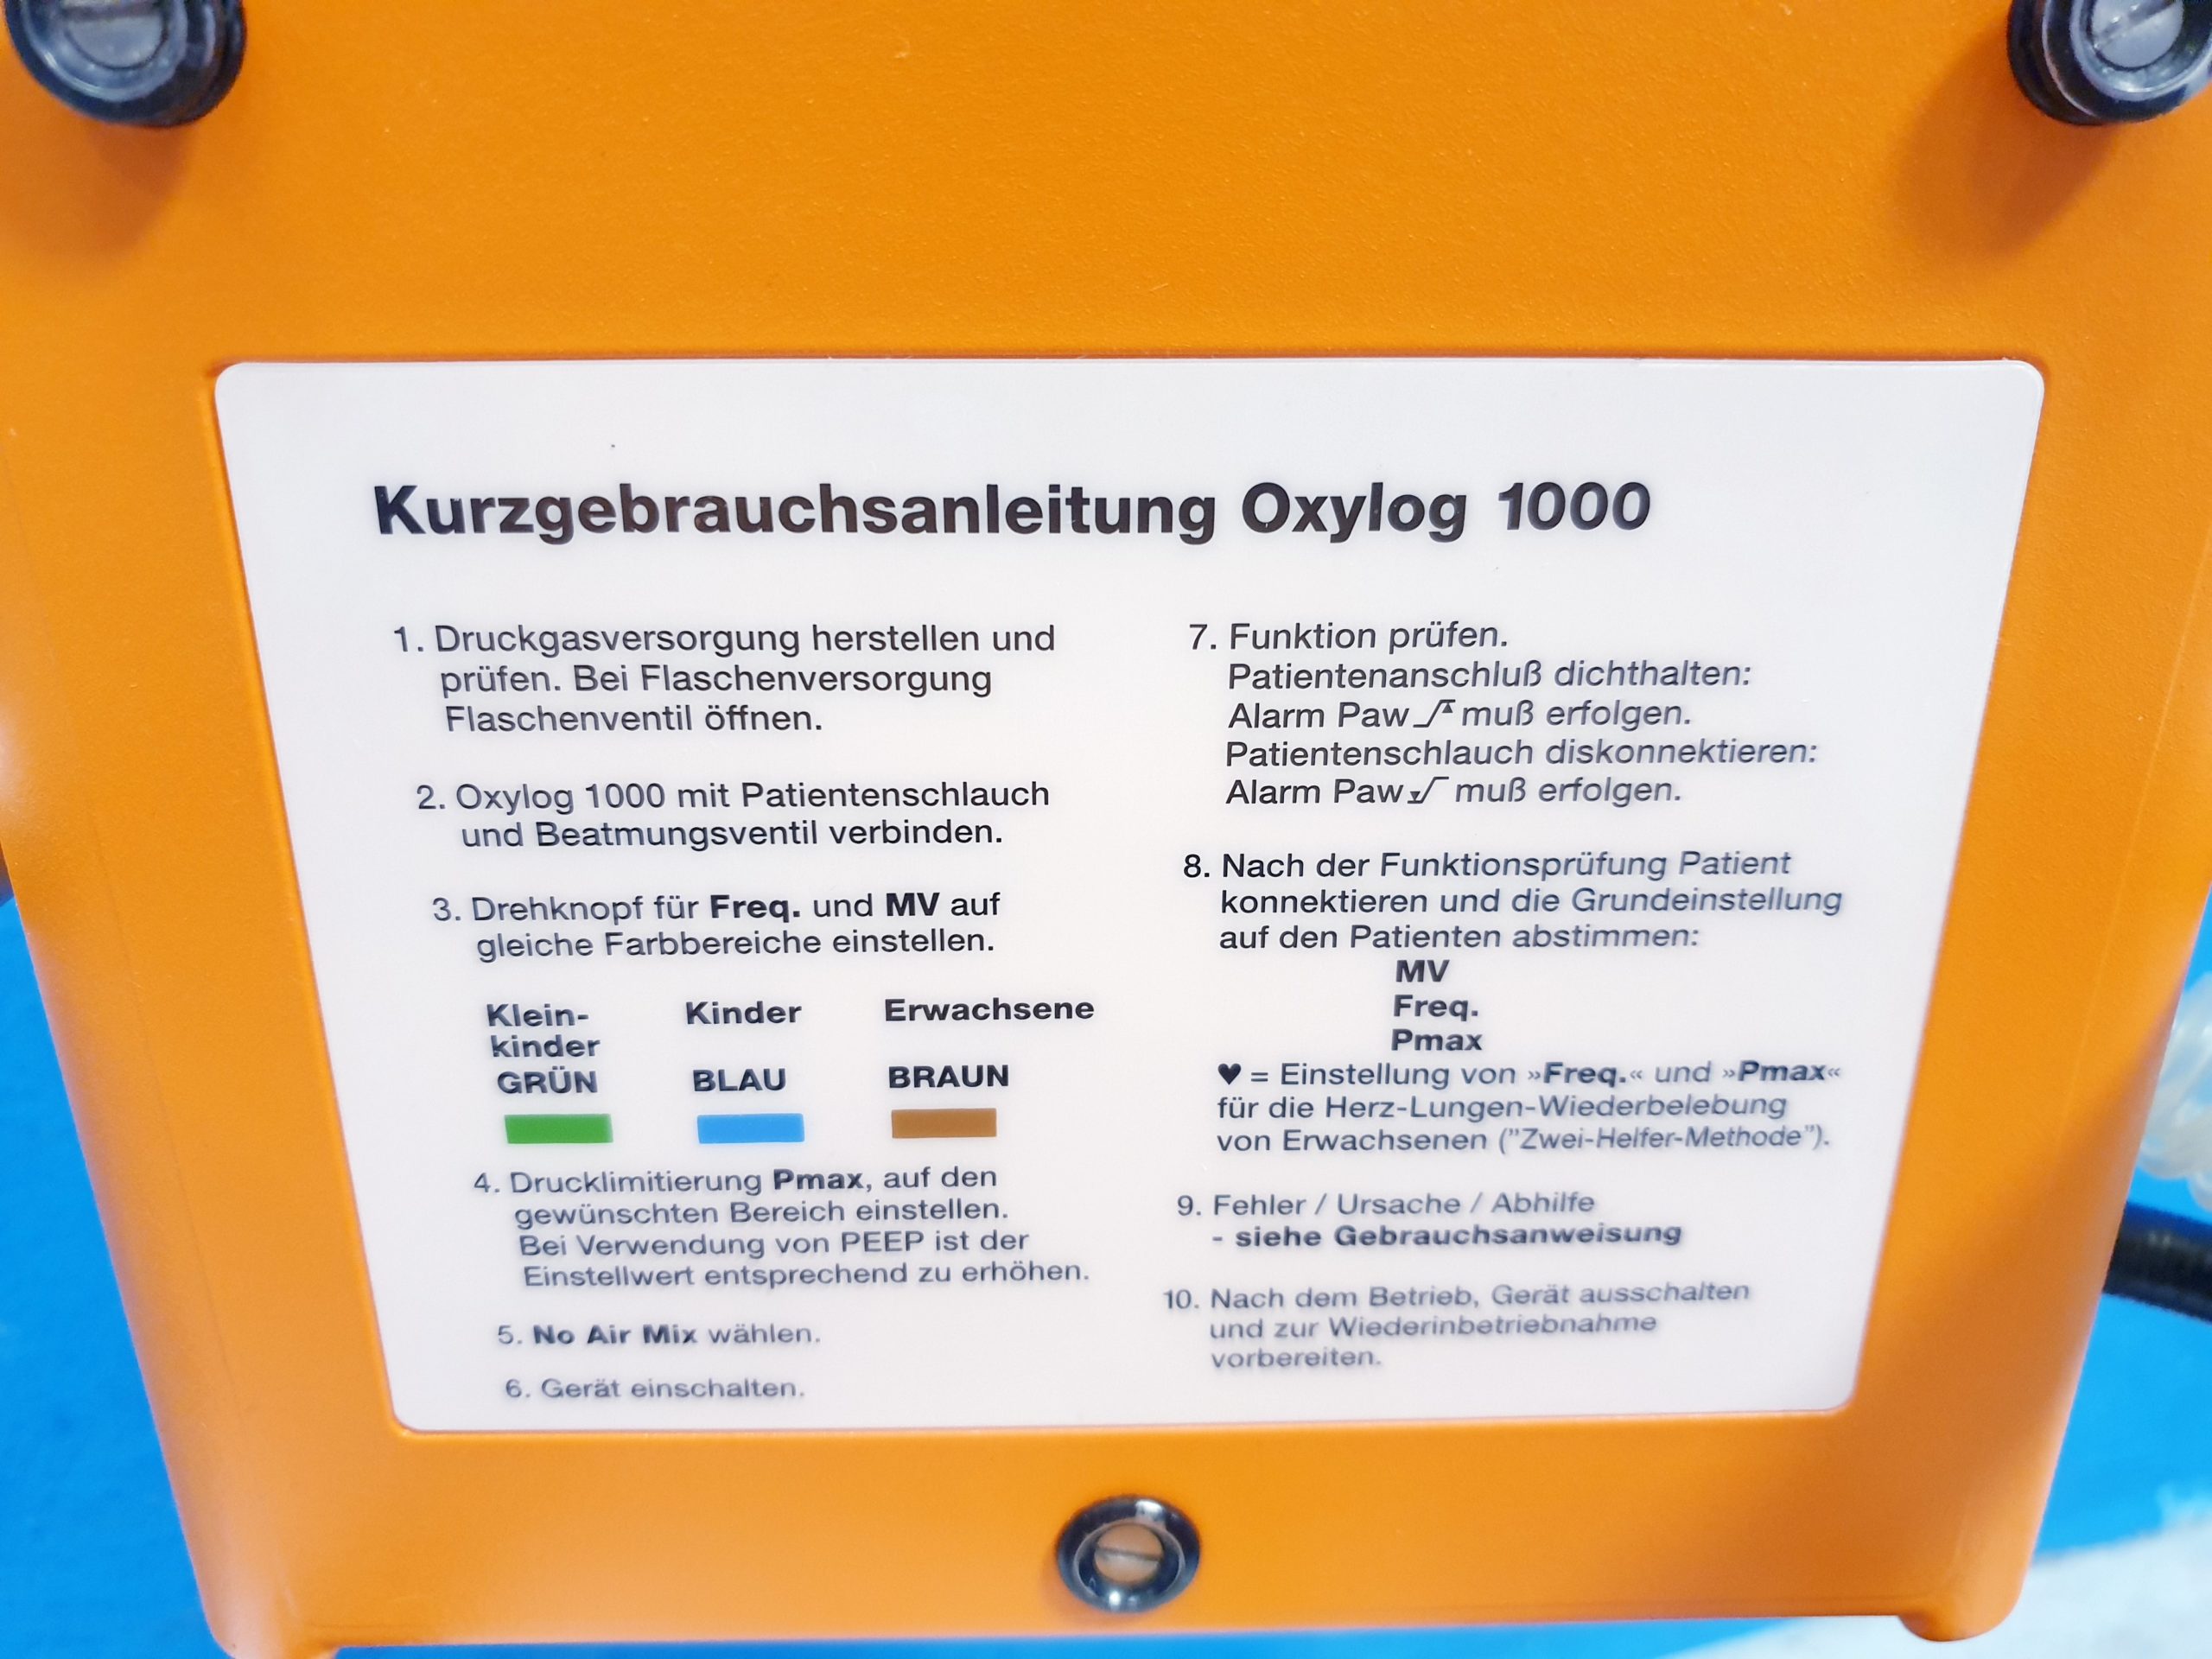 Kurzgebrauchsanleitung Oxylog 1000
1. Druckgasversorgung herstellen und
prüfen. Bei Flaschenversorgung
Flaschenventil öffnen.
2. Oxylog 1000 mit Patientenschlauch
und Beatmungsventil verbinden.
3. Drehknopf für Freq. und MV auf
gleiche Farbbereiche einstellen.
Klein- Kinder Erwachsene
kinder
GRÜN BLAU BRAUN
4. Drucklimitierung Pmax, auf den
gewünschten Bereich einstellen.
Bei Verwendung von PEEP ist der
Einstellwert entsprechend zu erhöhen.
5. No Air Mix wählen.
6. Gerät einschalten.
7. Funktion prüfen.
Patientenanschluß dichthalten:
Alarm Paw muß erfolgen.
Patientenschlauch diskonnektieren:
Alarm Paw muß erfolgen.
8. Nach der Funktionsprüfung Patient
konnektieren und die Grundeinstellung
auf den Patienten abstimmen:
MV
Freq.
Pmax
♥ = Einstellung von »Freq.« und »Pmax«
für die Herz-Lungen-Wiederbelebung
von Erwachsenen ("Zwei-Helfer-Methode").
9. Fehler / Ursache / Abhilfe
- siehe Gebrauchsanweisung
10. Nach dem Betrieb, Gerät ausschalten
und zur Wiederinbetriebnahme
vorbereiten.